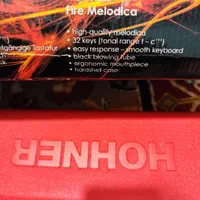 Fire Melodica
• high-quality melodica
• 32 keys (tonal range f – c''')
• easy response – smooth keyboard
• black blowing tube
• ergonomic mouthpiece
• hardshell case
Tastatur
HOHNER